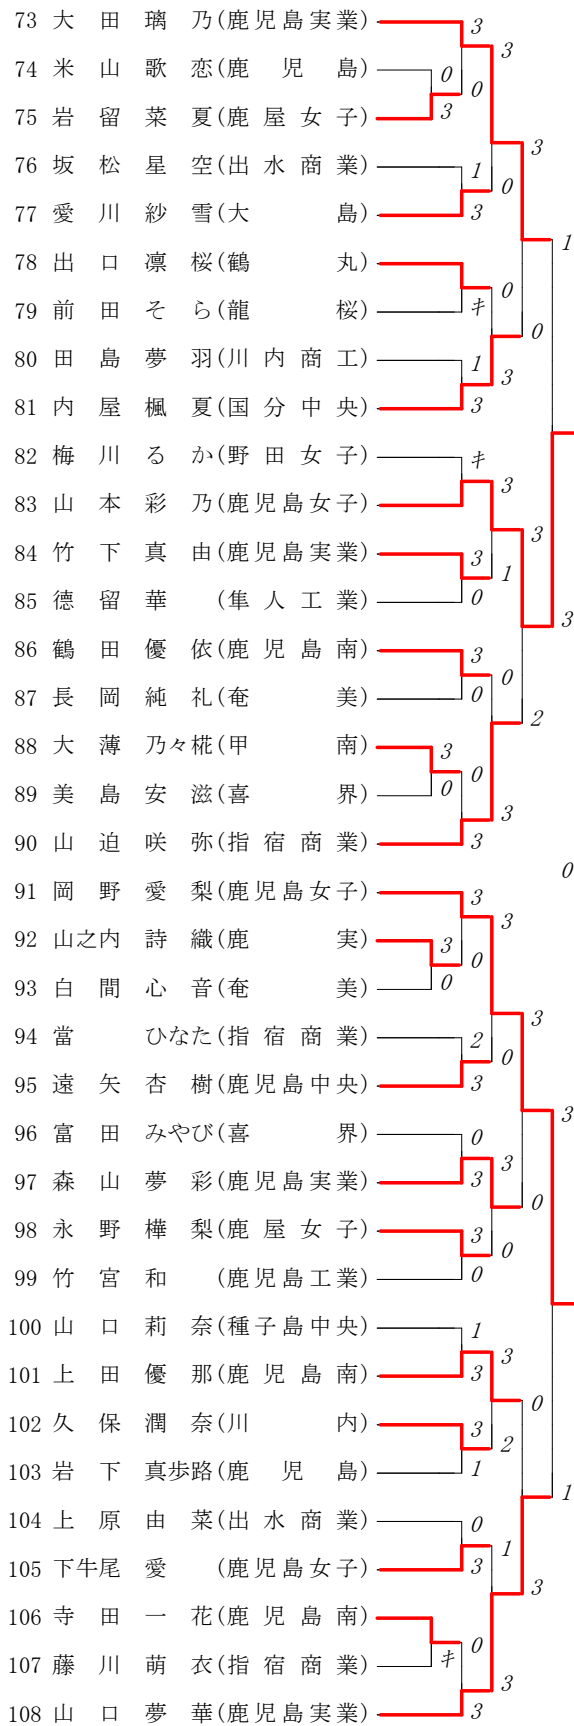 73 大田璃乃(鹿児島実業) 3
3
74 米山歌恋(鹿児島) 0
0
75 岩留菜夏(鹿屋女子) 3
3
76 坂松星空(出水商業) 1
0
77 愛川紗雪(大島) 3
1
78 出口凛桜(鶴丸)
0
79 前田そら(龍桜) キ
0
80 田島夢羽(川内商工) 1
3
81 内屋楓夏(国分中央) 3
82 梅川るか(野田女子) キ
3
83 山本彩乃(鹿児島女子)
3
84 竹下真由(鹿児島実業) 3
1
85 徳留華(隼人工業) 0
3
86 鶴田優依(鹿児島南) 3
0
87 長岡純礼(奄美) 0
2
88 大薄乃々椛(甲南) 3
0
89 美島安滋(喜界) 0
3
90 山迫咲弥(指宿商業) 3
0
91 岡野愛梨(鹿児島女子) 3
3
92 山之内詩織(鹿実) 3
0
93 白間心音(奄美) 0
3
94 當ひなた(指宿商業) 2
0
95 遠矢杏樹(鹿児島中央) 3
3
96 富田みやび(喜界) 0
3
97 森山夢彩(鹿児島実業) 3
0
98 永野樺梨(鹿屋女子) 3
0
99 竹宮和(鹿児島工業) 0
100 山口莉奈(種子島中央) 1
3
101 上田優那(鹿児島南) 3
0
102 久保潤奈(川内) 3
2
103 岩下真歩路(鹿児島) 1
1
104 上原由菜(出水商業) 0
1
105 下牛尾愛(鹿児島女子) 3
3
106 寺田一花(鹿児島南)
0
107 藤川萌衣(指宿商業) キ
3
108 山口夢華(鹿児島実業) 3